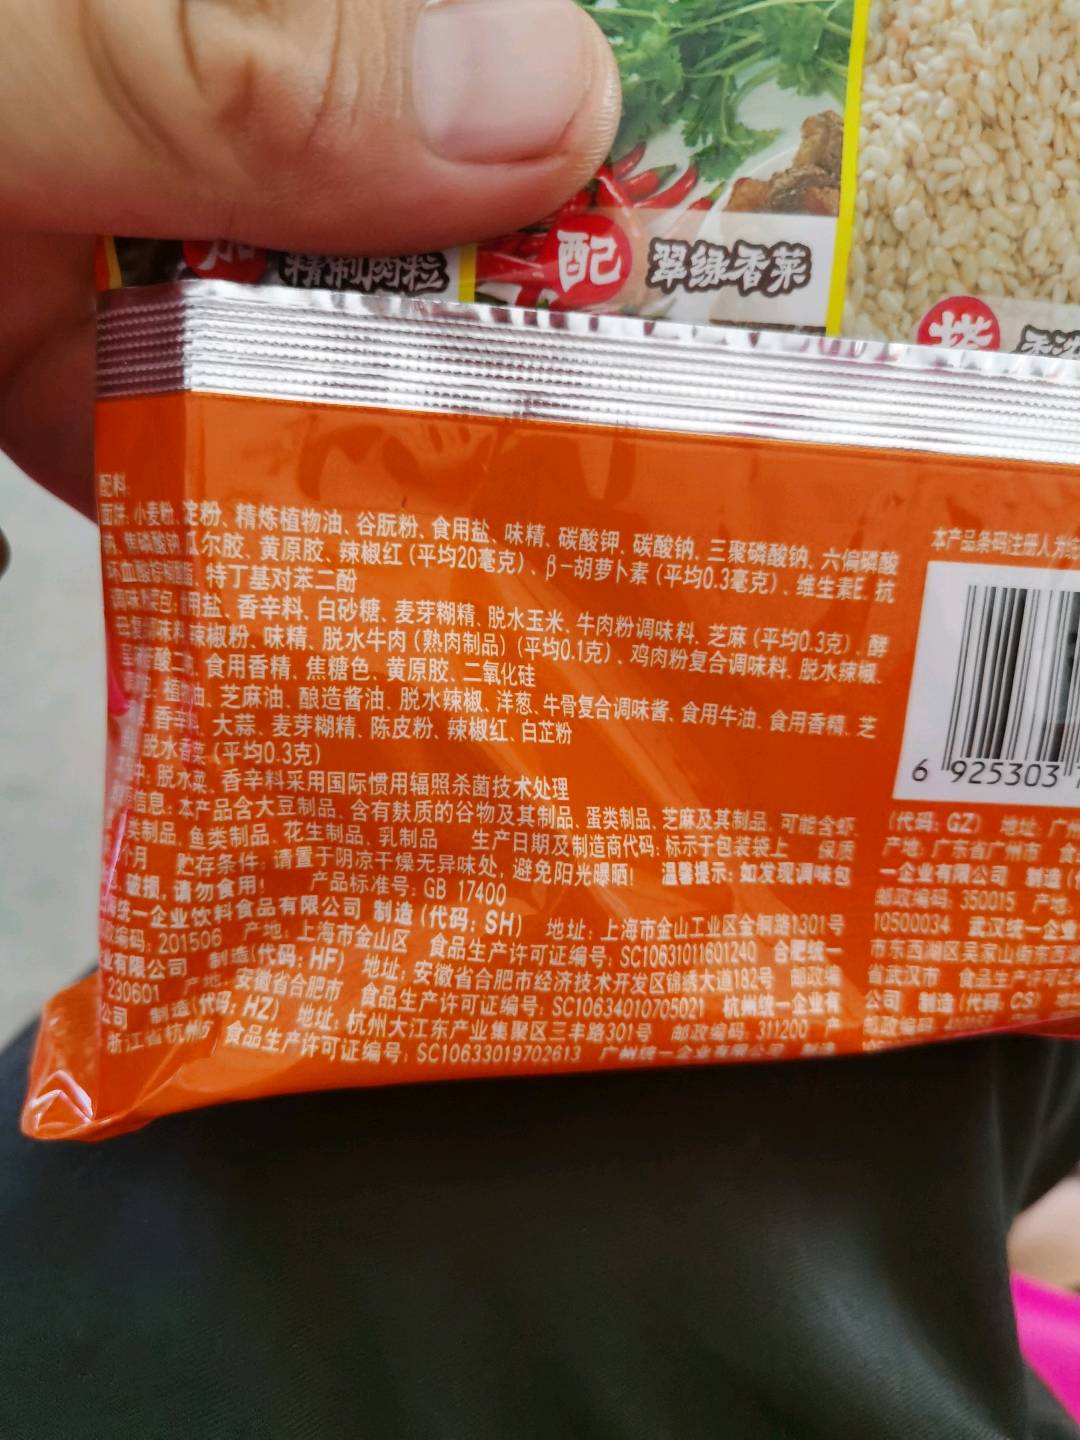 精制肉粒
配 翠绿香菜
搭
配料:
面饼: 小麦粉、淀粉、精炼植物油、谷朊粉、食用盐、味精、碳酸钾、碳酸钠、三聚磷酸钠、六偏磷酸
焦磷酸钠 瓜尔胶、黄原胶、辣椒红 (平均20毫克)、β-胡萝卜素 (平均0.3毫克)、维生素E、抗
特丁基对苯二酚
用盐、香辛料、白砂糖、麦芽糊精、脱水玉米、牛肉粉调味料、芝麻 (平均0.3克)、酵
辣椒粉、味精、脱水牛肉 (熟肉制品) (平均0.1克)、鸡肉粉复合调味料、脱水辣椒、
酸二 食用香精、焦糖色、黄原胶、二氧化硅
油、芝麻油、酿造酱油、脱水辣椒、洋葱、牛骨复合调味酱、食用牛油、食用香精、芝
香辛 大蒜、麦芽糊精、陈皮粉、辣椒红、白芷粉
脱水香菜 (平均0.3克)
脱水菜、香辛料采用国际惯用辐照杀菌技术处理
信息: 本产品含大豆制品、含有麸质的谷物及其制品、蛋类制品、芝麻及其制品, 可能含虾
类制品、鱼类制品、花生制品、乳制品 生产日期及制造商代码: 标示于包装袋上 保质
个月 贮存条件: 请置于阴凉干燥无异味处, 避免阳光曝晒! 温馨提示: 如发现调味包
破损, 请勿食用! 产品标准号: GB 17400
统一企业饮料食品有限公司 制造 (代码: SH) 地址: 上海市金山工业区金舸路1301号
编码: 201506 产地: 上海市金山区 食品生产许可证编号: SC10631011601240 合肥统一
有限公司 制造 (代码: HF) 地址: 安徽省合肥市经济技术开发区锦绣大道182号 邮政编
230601 安徽省合肥市 食品生产许可证编号: SC10634010705021 杭州统一企业有
公司 制造 (代码: HZ) 地址: 杭州大江东产业集聚区三丰路301号 邮政编码: 311200 产
浙江省杭州市 食品生产许可证编号: SC10633019702613 广州统一企业有限公司 制造
本产品条码注册人为统
6 925303
(代码: GZ) 地址: 广州
产地: 广东省广州市 食
一企业有限公司 制造 (
邮政编码: 350015 产地:
10500034 武汉统一企业
市东西湖区吴家山街东西
省武汉市 食品生产许可证
公司 制造 (代码: CS)
邮政编码: